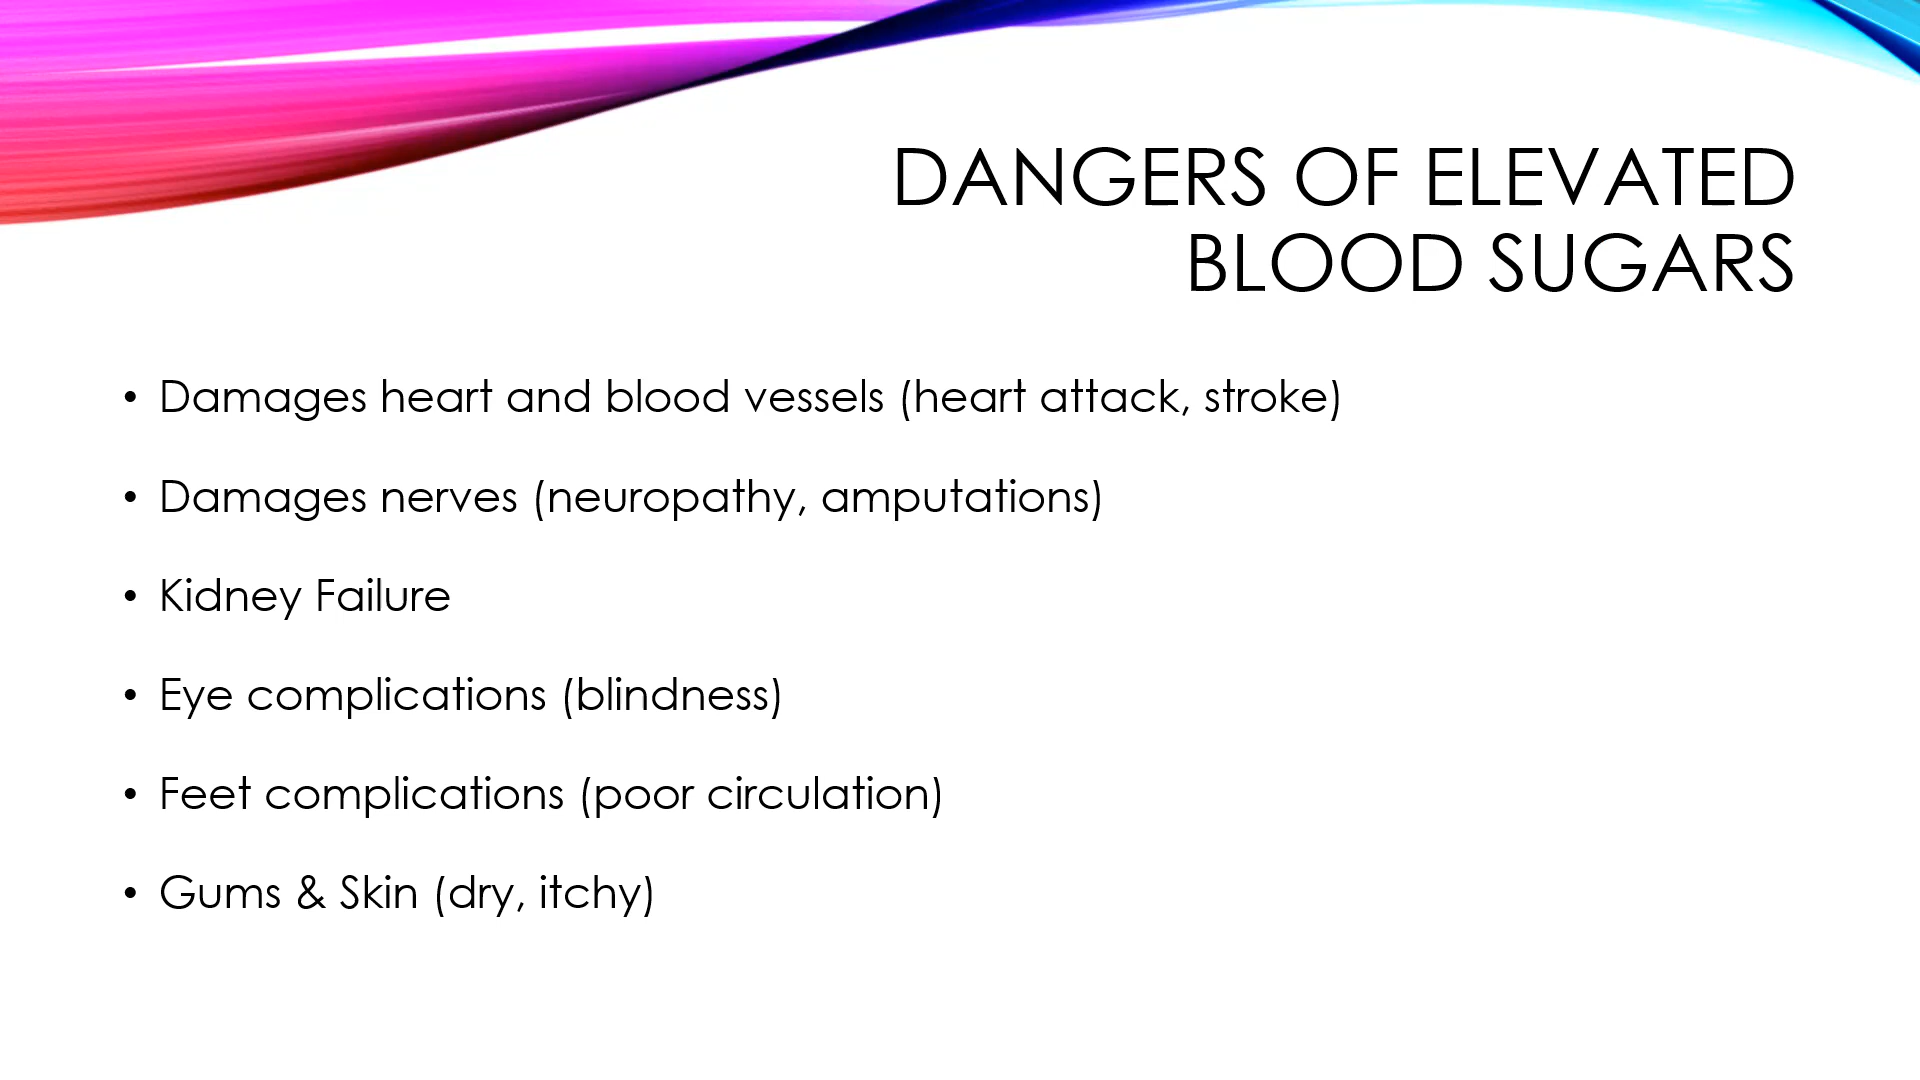 DANGERS OF ELEVATED
BLOOD SUGARS
• Damages heart and blood vessels (heart attack, stroke)
• Damages nerves (neuropathy, amputations)
• Kidney Failure
• Eye complications (blindness)
• Feet complications (poor circulation)
• Gums & Skin (dry, itchy)